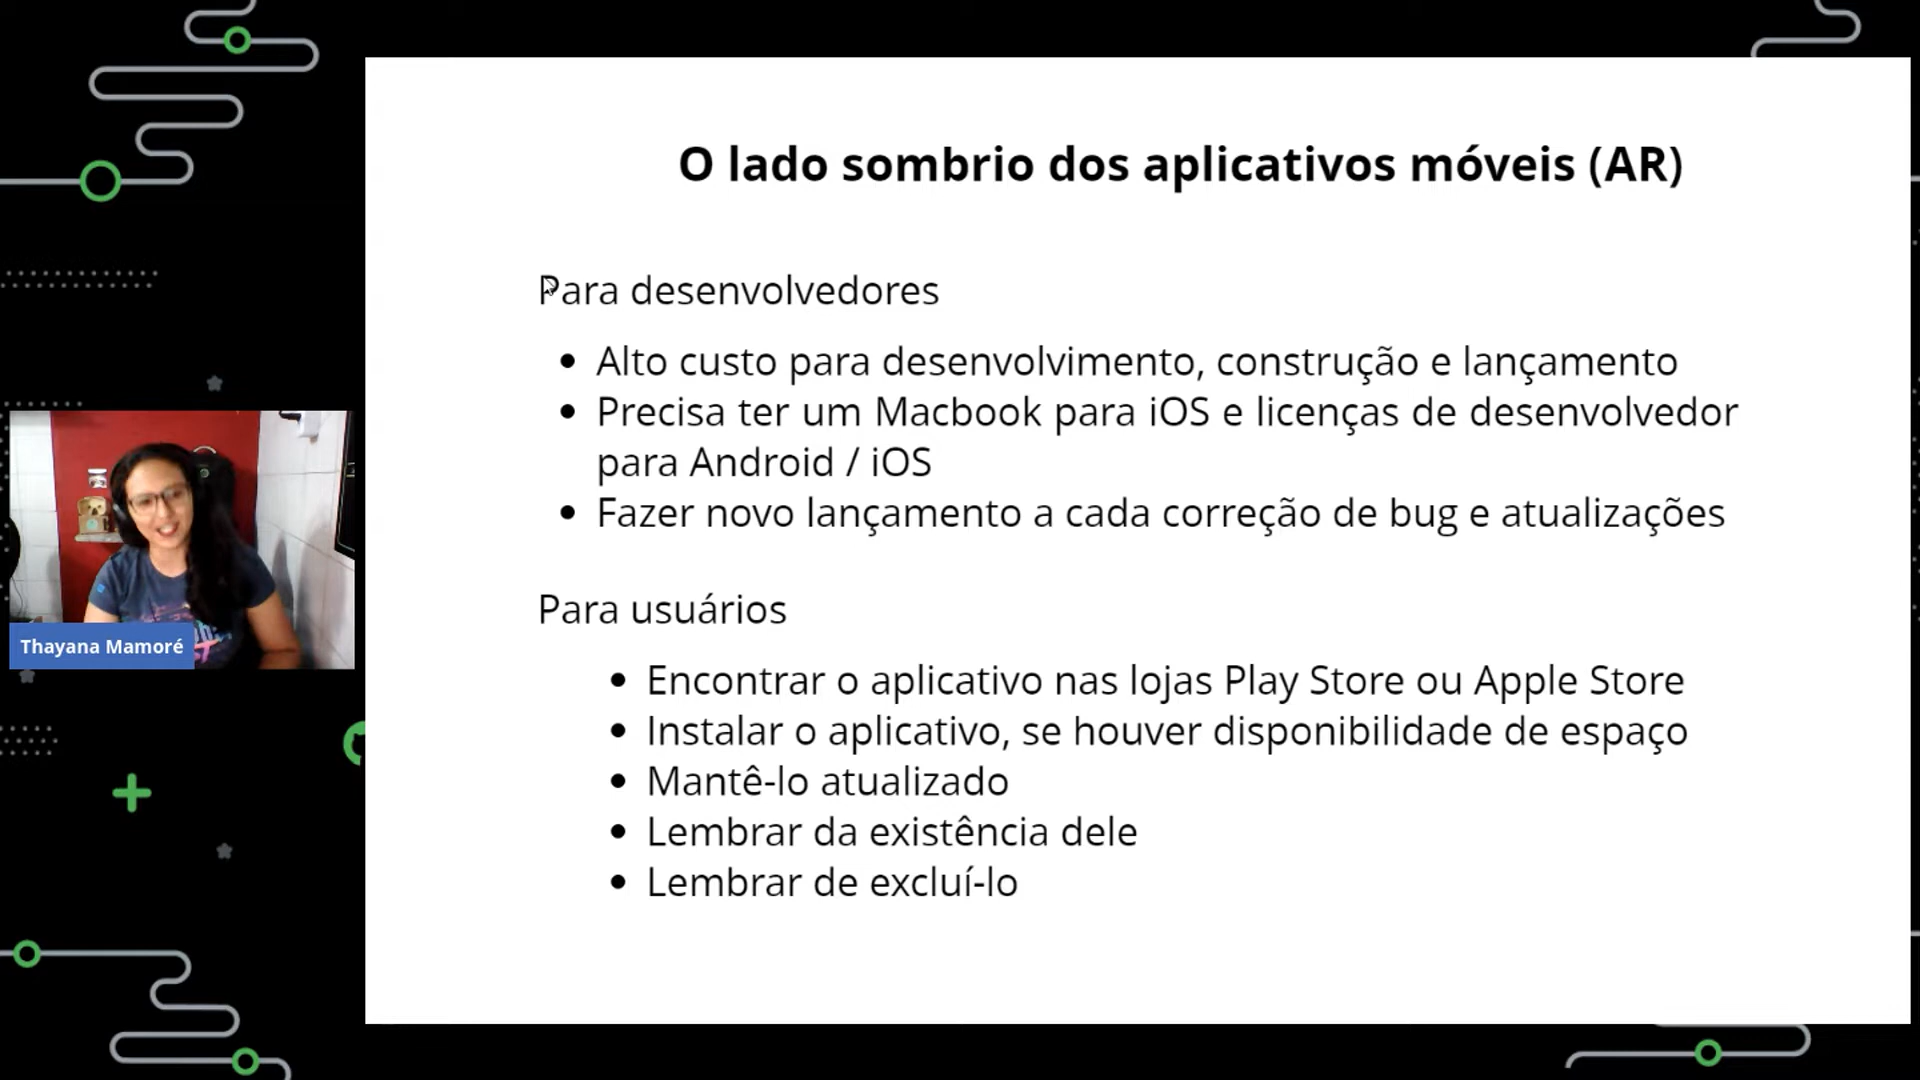 O lado sombrio dos aplicativos móveis (AR)
Para desenvolvedores
• Alto custo para desenvolvimento, construção e lançamento
• Precisa ter um Macbook para iOS e licenças de desenvolvedor
para Android / iOS
• Fazer novo lançamento a cada correção de bug e atualizações
Para usuários
• Encontrar o aplicativo nas lojas Play Store ou Apple Store
• Instalar o aplicativo, se houver disponibilidade de espaço
• Mantê-lo atualizado
• Lembrar da existência dele
• Lembrar de excluí-lo
Thayana Mamoré